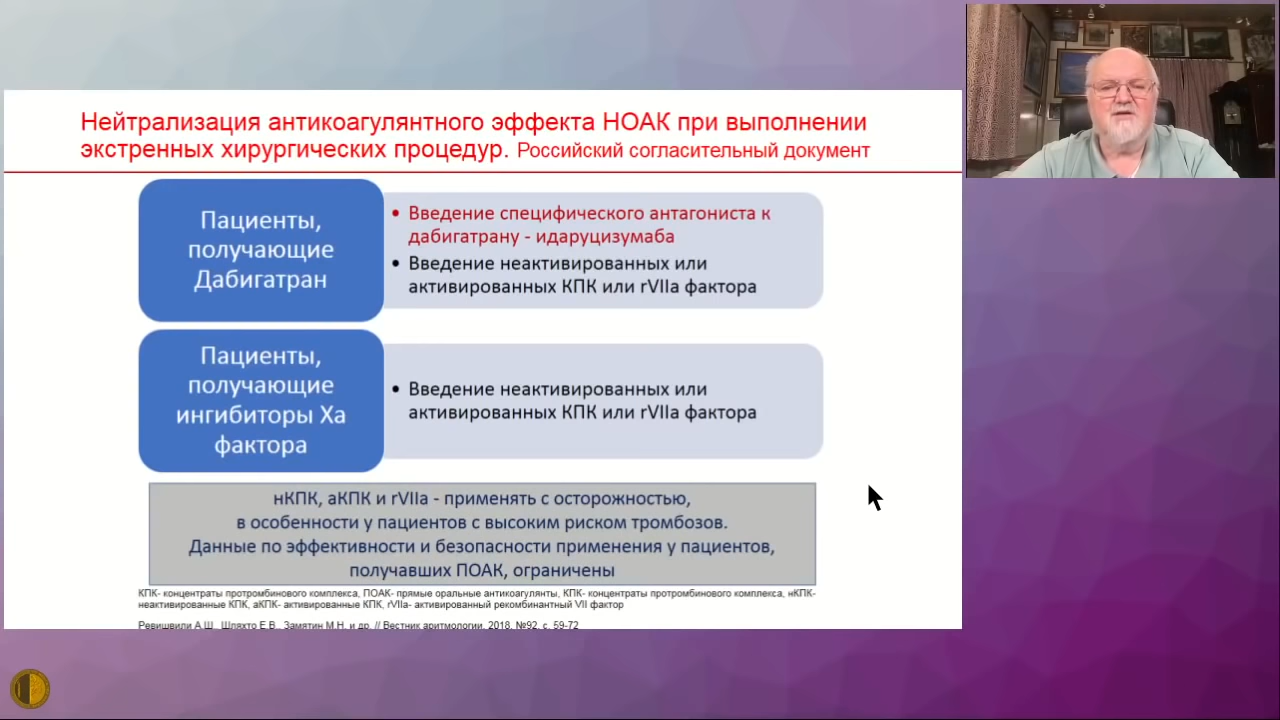 Нейтрализация антикоагулянтного эффекта НОАК при выполнении
экстренных хирургических процедур. Российский согласительный документ
Пациенты,
получающие
Дабигатран
• Введение специфического антагониста к
дабигатрану - идаруцизумаба
• Введение неактивированных или
активированных КПК или rVIIa фактора
Пациенты,
получающие
ингибиторы Ха
фактора
• Введение неактивированных или
активированных КПК или rVIIa фактора
нКПК, аКПК и rVIIa - применять с осторожностью,
в особенности у пациентов с высоким риском тромбозов.
Данные по эффективности и безопасности применения у пациентов,
получавших ПОАК, ограничены
КПК- концентраты протромбинового комплекса, ПОАК- прямые оральные антикоагулянты, КПК- концентраты протромбинового комплекса, нКПК-
неактивированные КПК, аКПК- активированные КПК, rVIIa- активированный рекомбинантный VII фактор
Ревишвили А.Ш., Шляхто Е.В., Замятин М.Н. и др. // Вестник аритмологии, 2018, №92, с. 59-72